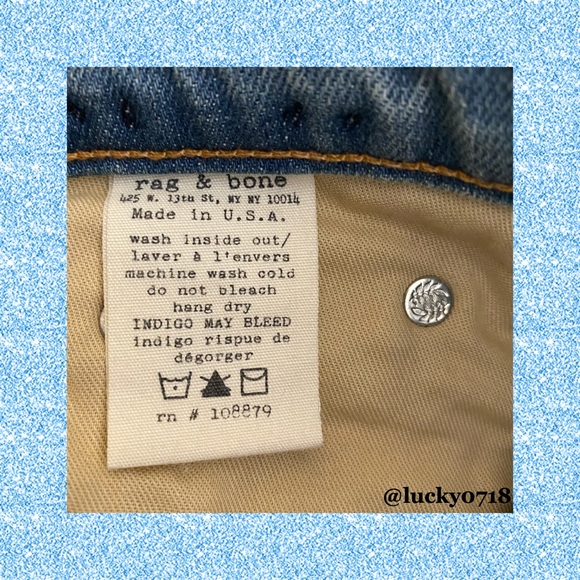 rag & bone
425 W. 13th St, NY NY 10014
Made in U.S.A.
wash inside out/
laver à l'envers
machine wash cold
do not bleach
hang dry
INDIGO MAY BLEED
indigo rispue de
dégorger
rn # 108879
@lucky0718